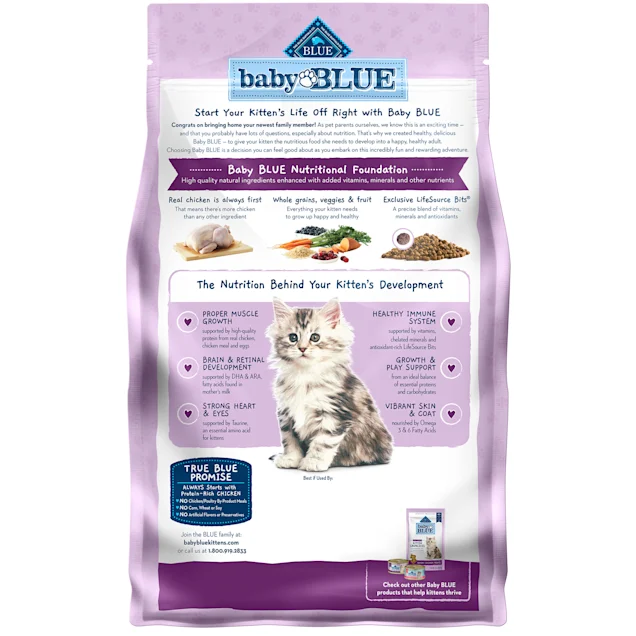 BLUE
baby BLUE
Start Your Kitten's Life Off Right with Baby BLUE
Congrats on bringing home your newest family member! As pet parents ourselves, we know this is an exciting time –
and that you probably have lots of questions, especially about nutrition. That's why we created healthy, delicious
Baby BLUE – to give your kitten the nutritious food she needs to develop into a happy, healthy adult.
Choosing Baby BLUE is a decision you can feel good about as you embark on this incredibly fun and rewarding adventure.
Baby BLUE Nutritional Foundation
High quality natural ingredients enhanced with added vitamins, minerals and other nutrients
Real chicken is always first
That means there's more chicken
than any other ingredient
Whole grains, veggies & fruit
Everything your kitten needs
to grow up happy and healthy
Exclusive LifeSource Bits®
A precise blend of vitamins,
minerals and antioxidants
The Nutrition Behind Your Kitten's Development
PROPER MUSCLE
GROWTH
supported by high-quality
protein from real chicken,
chicken meal and eggs
BRAIN & RETINAL
DEVELOPMENT
supported by DHA & ARA,
fatty acids found in
mother's milk
STRONG HEART
& EYES
supported by Taurine,
an essential amino acid
for kittens
HEALTHY IMMUNE
SYSTEM
supported by vitamins,
chelated minerals and
antioxidant-rich LifeSource Bits
GROWTH &
PLAY SUPPORT
from an ideal balance
of essential proteins
and carbohydrates
VIBRANT SKIN
& COAT
nourished by Omega
3 & 6 Fatty Acids
Best if Used By:
TRUE BLUE
PROMISE
ALWAYS Starts with
Protein-Rich CHICKEN
• NO Chicken/Poultry By-Product Meals
• NO Corn, Wheat or Soy
• NO Artificial Flavors or Preservatives
Join the BLUE family at:
babybluekittens.com
or call us at 1.800.919.2833
baby BLUE
Check out other Baby BLUE
products that help kittens thrive